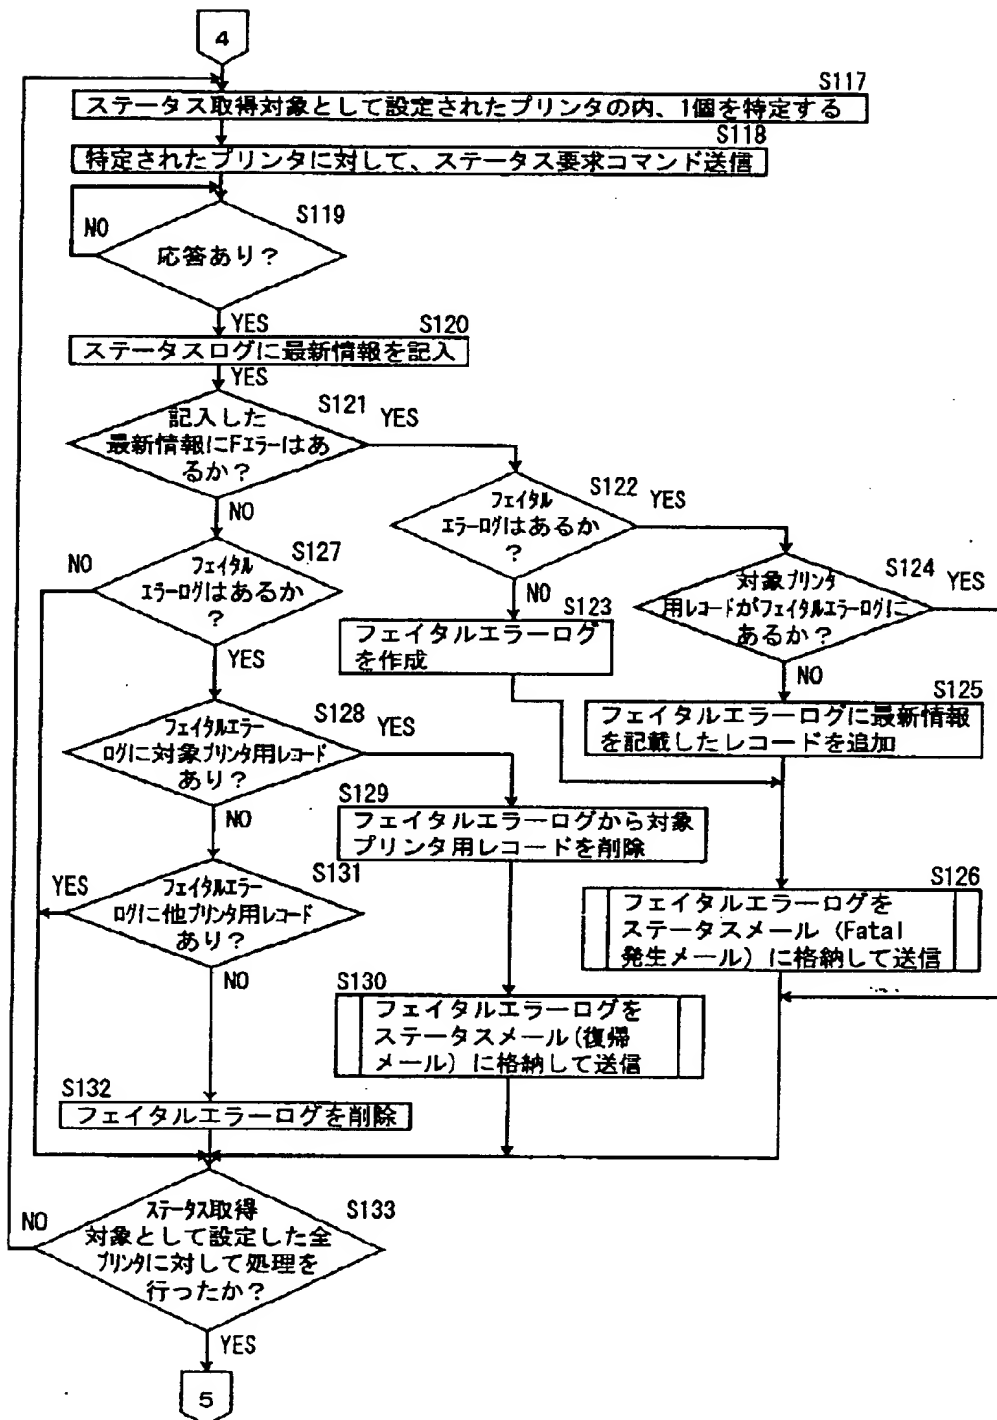 4
S117
ステータス取得対象として設定されたプリンタの内、1個を特定する
S118
特定されたプリンタに対して、ステータス要求コマンド送信
S119
NO
応答あり?
YES
S120
ステータスログに最新情報を記入
YES
S121
YES
記入した
最新情報にFエラーはあ
るか?
NO
S122
YES
フェイタル
エラーログはあるか
?
NO
S127
NO
フェイタル
エラーログはあるか
?
YES
S123
フェイタルエラーログ
を作成
S124
YES
対象プリンタ
用レコードがフェイタルエラーログに
あるか?
NO
S125
フェイタルエラーログに最新情報
を記載したレコードを追加
S128
YES
フェイタルエラー
ログに対象プリンタ用レコード
あり?
NO
S129
フェイタルエラーログから対象
プリンタ用レコードを削除
S131
YES
フェイタルエラー
ログに他プリンタ用レコード
あり?
NO
S126
フェイタルエラーログを
ステータスメール(Fatal
発生メール)に格納して送信
S130
フェイタルエラーログを
ステータスメール(復帰
メール)に格納して送信
S132
フェイタルエラーログを削除
S133
NO
ステータス取得
対象として設定した全
プリンタに対して処理を
行ったか?
YES
5